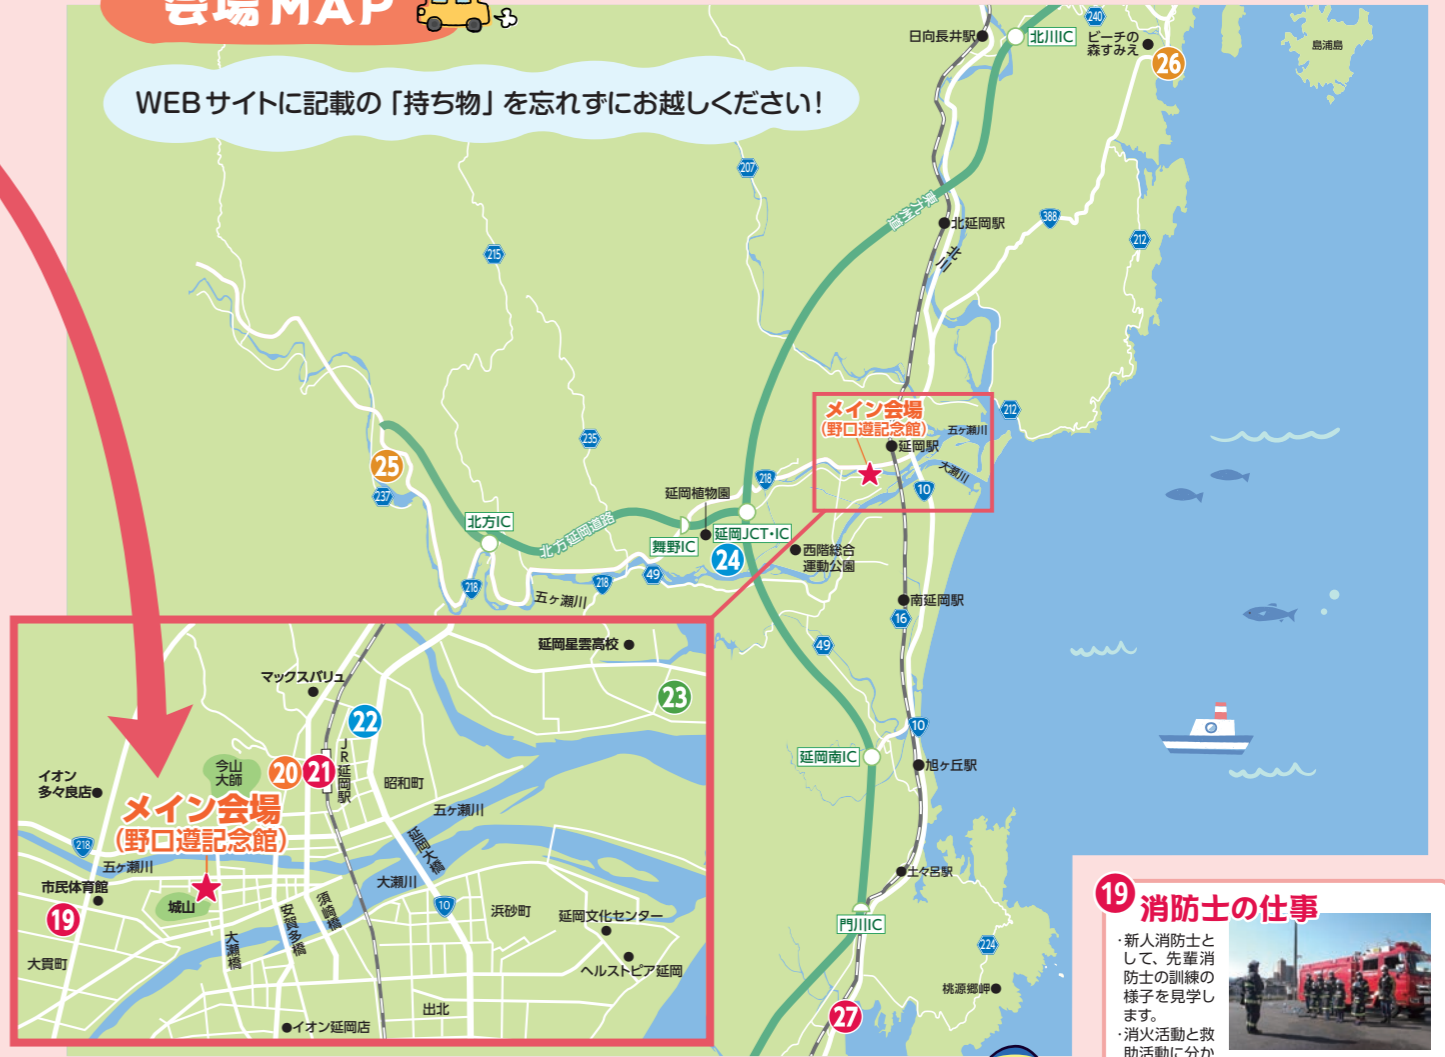 会場MAP
WEBサイトに記載の「持ち物」を忘れずにお越しください！
日向長井駅
北川IC
240
ビーチの
森すみえ
26
島浦島
207
東九州道
388
北延岡駅
212
北川
215
メイン会場
(野口遵記念館)
五ヶ瀬川
212
延岡駅
大瀬川
235
25
237
218
10
延岡植物園
北方IC
北方延岡道路
舞野IC
延岡JCT・IC
24
西階総合
運動公園
218
218
49
五ヶ瀬川
南延岡駅
16
49
10
延岡南IC
旭ヶ丘駅
土々呂駅
門川IC
224
桃源郷岬
27
延岡星雲高校
マックスバリュ
23
22
JR延岡駅
今山
大師
20
21
昭和町
イオン
多々良店
メイン会場
(野口遵記念館)
五ヶ瀬川
延岡大橋
218
五ヶ瀬川
大瀬川
市民体育館
城山
19
須崎橋
安賀多橋
10
浜砂町
延岡文化センター
大瀬橋
大貫町
ヘルストピア延岡
出北
イオン延岡店
19 消防士の仕事
・新人消防士と
して、先輩消
防士の訓練の
様子を見学し
ます。
・消火活動と救
助活動に分か